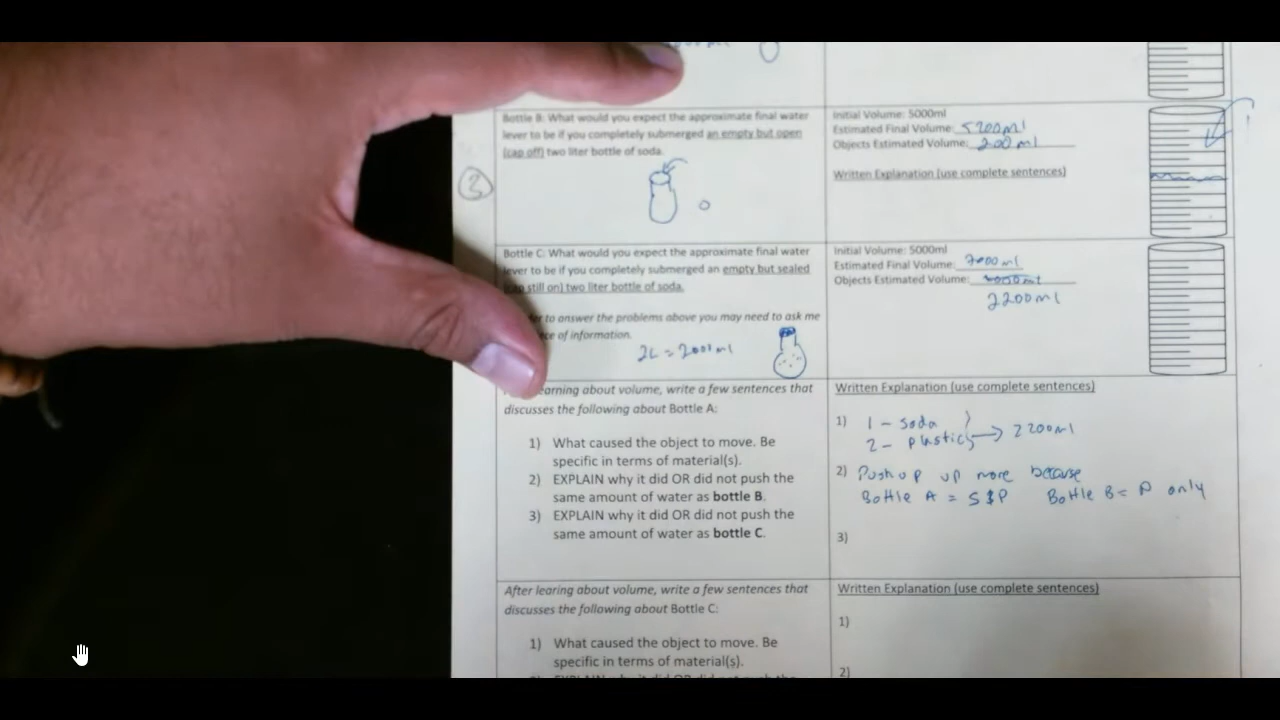 Bottle B: What would you expect the approximate final water
lever to be if you completely submerged an empty but open
(cap off) two liter bottle of soda.
Initial Volume: 5000ml
Estimated Final Volume: 5200ml
Objects Estimated Volume: 200ml
Written Explanation (use complete sentences)
3
Bottle C: What would you expect the approximate final water
lever to be if you completely submerged an empty but sealed
cap still on) two liter bottle of soda.
to answer the problems above you may need to ask me
of information.
Initial Volume: 5000ml
Estimated Final Volume:
Objects Estimated Volume:
2200ml
learning about volume, write a few sentences that
discusses the following about Bottle A:
1) What caused the object to move. Be
specific in terms of material(s).
2) EXPLAIN why it did OR did not push the
same amount of water as bottle B.
3) EXPLAIN why it did OR did not push the
same amount of water as bottle C.
Written Explanation (use complete sentences)
1) 1 - soda
2 - plastic → 2200ml
2) Push up up more because
Bottle A = S & P Bottle B = P only
3)
After learing about volume, write a few sentences that
discusses the following about Bottle C:
1) What caused the object to move. Be
specific in terms of material(s).
Written Explanation (use complete sentences)
1)
2)